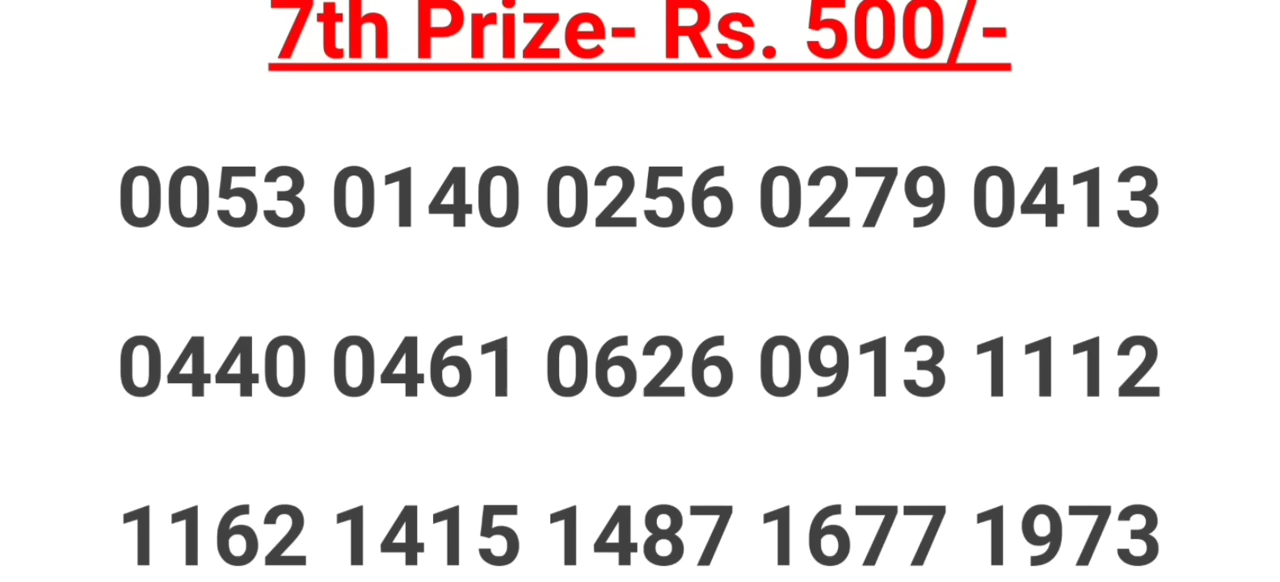 7th Prize- Rs. 500/-
0053 0140 0256 0279 0413
0440 0461 0626 0913 1112
1162 1415 1487 1677 1973